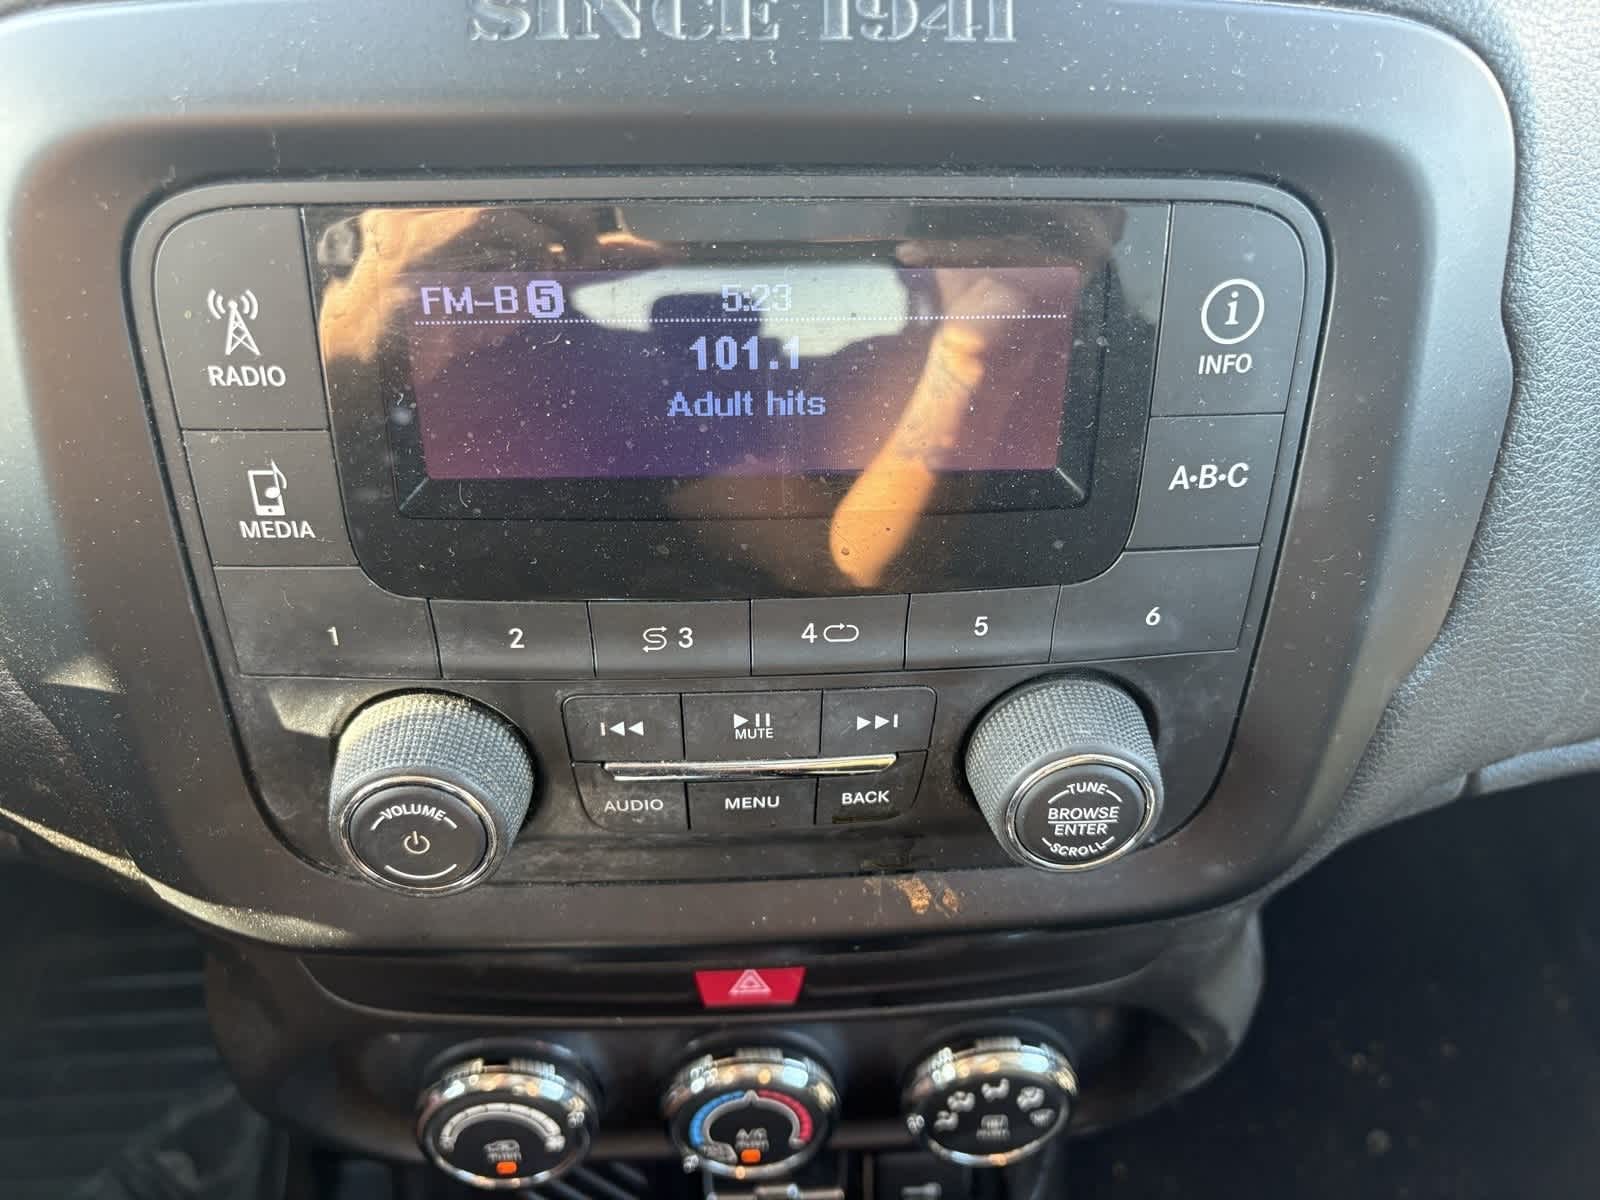 SINCE 1941
FM-B 5 5:23
101.1
Adult hits
RADIO
MEDIA
i
INFO
A·B·C
1 2 3 4 5 6
MUTE
AUDIO MENU BACK
VOLUME
TUNE
BROWSE
ENTER
SCROLL
A/C